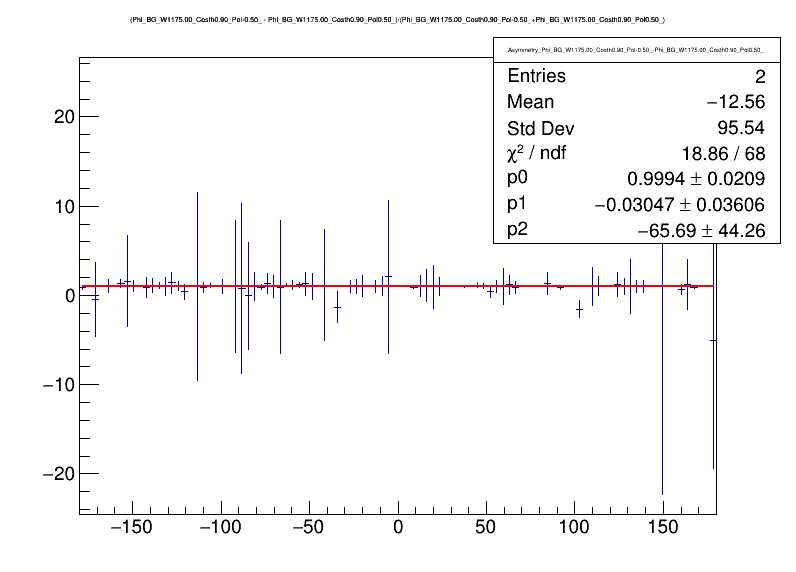 (Phi_BG_W1175.00_Costh0.90_Pol-0.50_ - Phi_BG_W1175.00_Costh0.90_Pol0.50_)/(Phi_BG_W1175.00_Costh0.90_Pol-0.50_+Phi_BG_W1175.00_Costh0.90_Pol0.50_)
Asymmetry_Phi_BG_W1175.00_Costh0.90_Pol-0.50_-Phi_BG_W1175.00_Costh0.90_Pol0.50_
Entries 2
Mean −12.56
Std Dev 95.54
χ² / ndf 18.86 / 68
p0 0.9994 ± 0.0209
p1 −0.03047 ± 0.03606
p2 −65.69 ± 44.26
20
10
0
−10
−20
−150 −100 −50 0 50 100 150